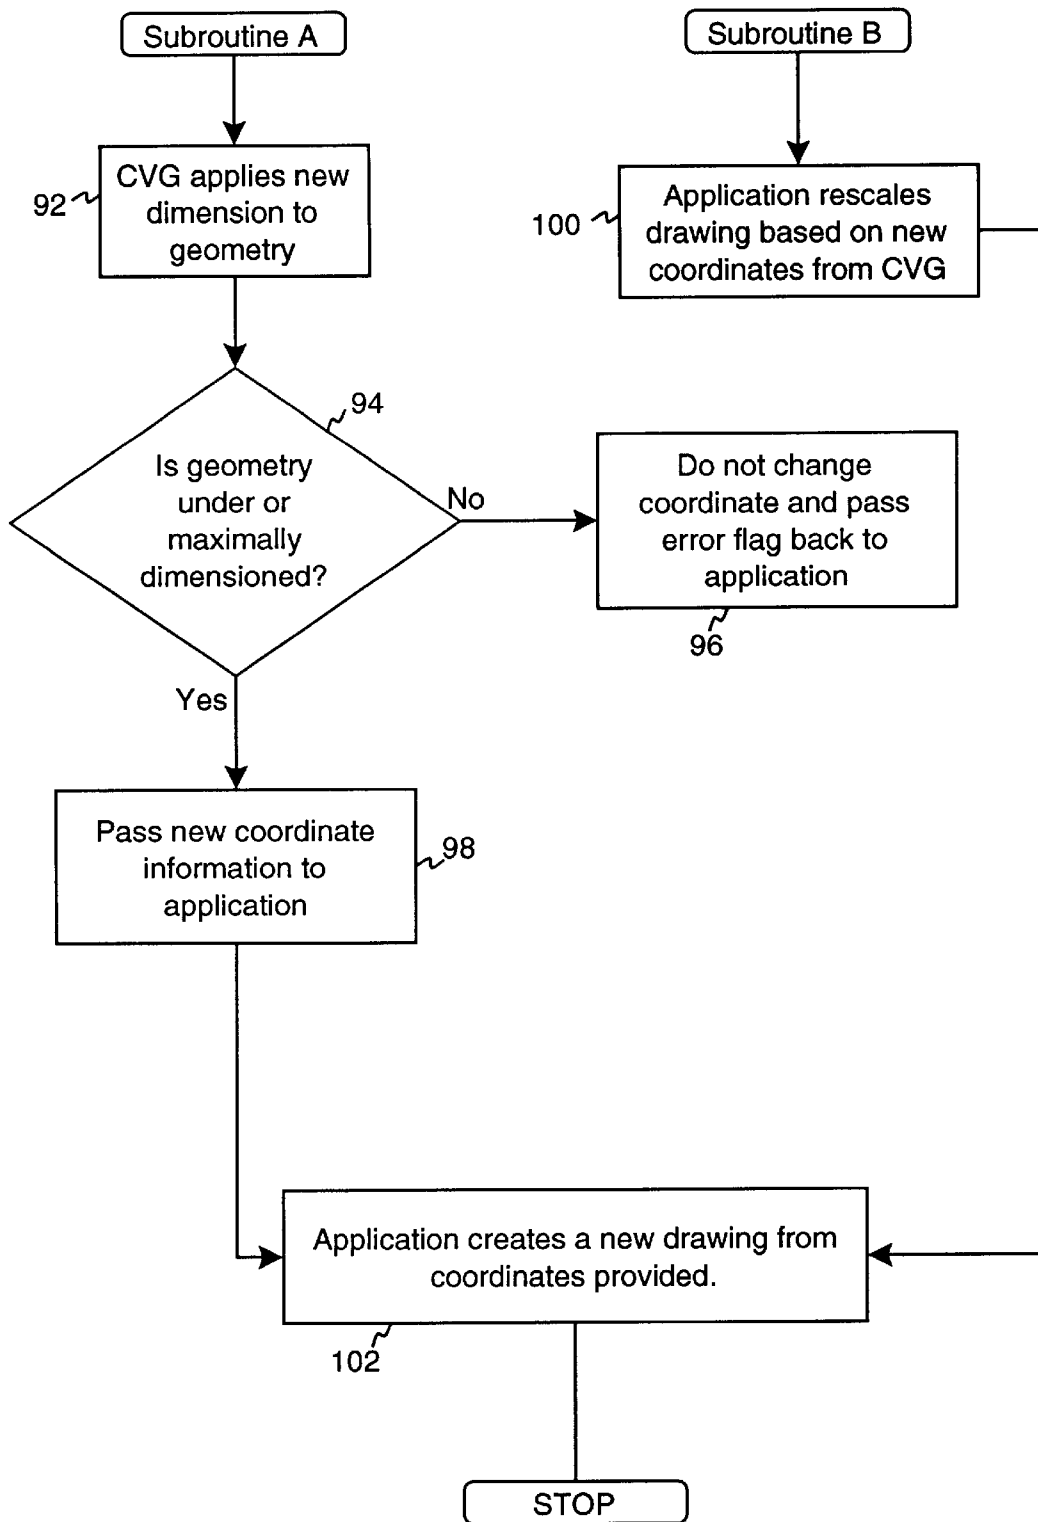 Subroutine A
Subroutine B
92
CVG applies new
dimension to
geometry
100
Application rescales
drawing based on new
coordinates from CVG
94
Is geometry
under or
maximally
dimensioned?
No
Do not change
coordinate and pass
error flag back to
application
96
Yes
Pass new coordinate
information to
application
98
Application creates a new drawing from
coordinates provided.
102
STOP